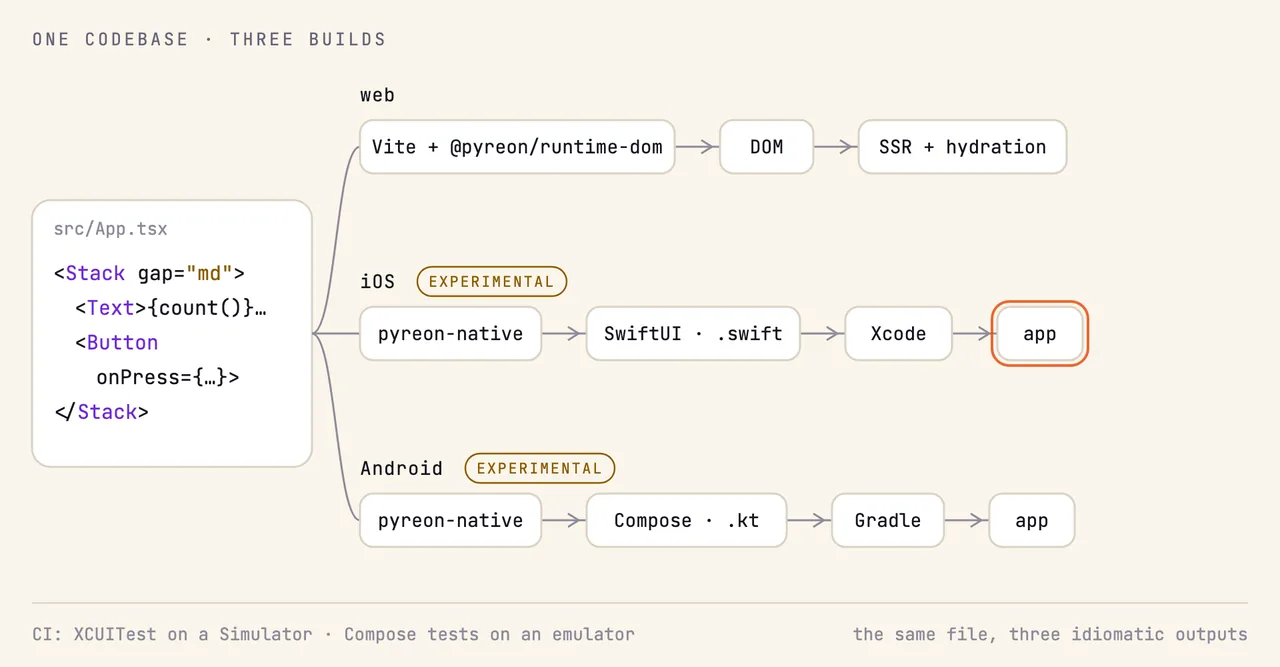 ONE CODEBASE · THREE BUILDS
web
Vite + @pyreon/runtime-dom
DOM
SSR + hydration
src/App.tsx
<Stack gap="md">
<Text>{count()}…
<Button
onPress={…}>
</Stack>
iOS
EXPERIMENTAL
pyreon-native
SwiftUI · .swift
Xcode
app
Android
EXPERIMENTAL
pyreon-native
Compose · .kt
Gradle
app
CI: XCUITest on a Simulator · Compose tests on an emulator
the same file, three idiomatic outputs